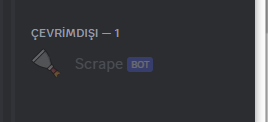 ÇEVRİMDIŞI — 1
Scrape BOT